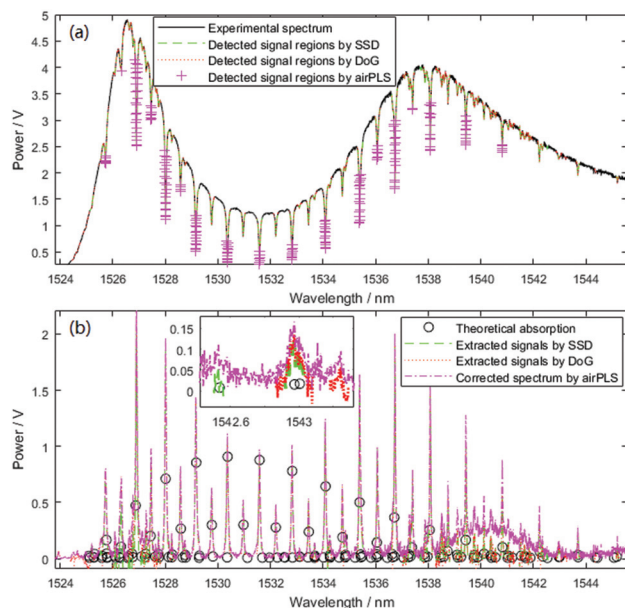 (a)
Experimental spectrum
Detected signal regions by SSD
Detected signal regions by DoG
Detected signal regions by airPLS
Power / V
5
4.5
4
3.5
3
2.5
2
1.5
1
0.5
1524 1526 1528 1530 1532 1534 1536 1538 1540 1542 1544
Wavelength / nm
(b)
Theoretical absorption
Extracted signals by SSD
Extracted signals by DoG
Corrected spectrum by airPLS
Power / V
2
1.5
1
0.5
0
0.15
0.1
0.05
0
1542.6 1543
1524 1526 1528 1530 1532 1534 1536 1538 1540 1542 1544
Wavelength / nm